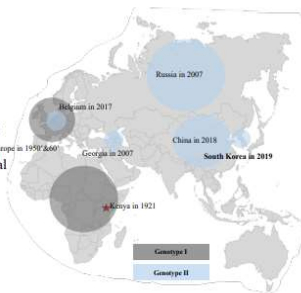 Russia in 2007
Belgium in 2017
Europe in 1950'&60'
Georgia in 2007
China in 2018
South Korea in 2019
Kenya in 1921
Genotype I
Genotype II